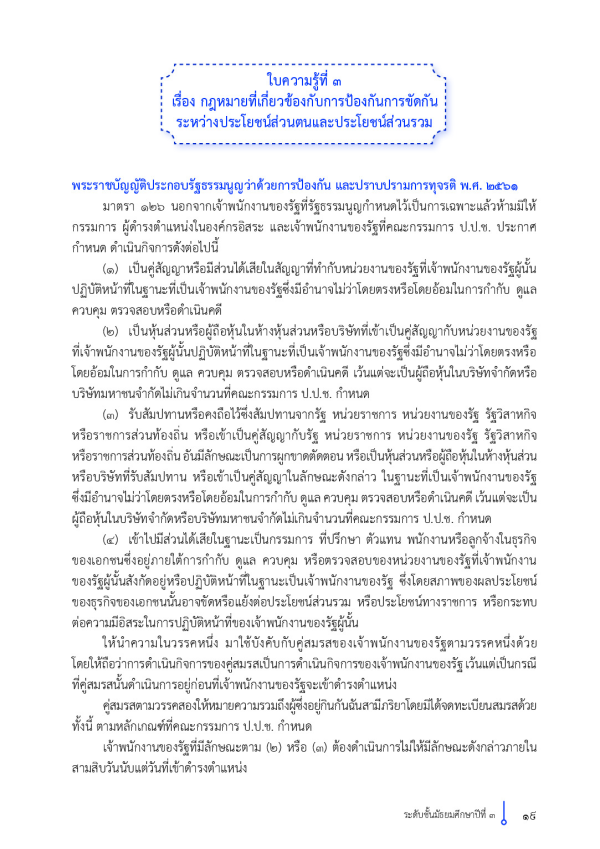 ใบความรู้ที่ ๓
เรื่อง กฎหมายที่เกี่ยวข้องกับการป้องกันการขัดกัน
ระหว่างประโยชน์ส่วนตนและประโยชน์ส่วนรวม
พระราชบัญญัติประกอบรัฐธรรมนูญว่าด้วยการป้องกัน และปราบปรามการทุจรติ พ.ศ. ๒๕๖๑
มาตรา ๑๒๖ นอกจากเจ้าพนักงานของรัฐที่รัฐธรรมนูญกำหนดไว้เป็นการเฉพาะแล้วห้ามมิให้
กรรมการ ผู้ดำรงตำแหน่งในองค์กรอิสระ และเจ้าพนักงานของรัฐที่คณะกรรมการ ป.ป.ช. ประกาศ
กำหนด ดำเนินกิจการดังต่อไปนี้
(๑) เป็นคู่สัญญาหรือมีส่วนได้เสียในสัญญาที่ทำกับหน่วยงานของรัฐที่เจ้าพนักงานของรัฐผู้นั้น
ปฏิบัติหน้าที่ในฐานะที่เป็นเจ้าพนักงานของรัฐซึ่งมีอำนาจไม่ว่าโดยตรงหรือโดยอ้อมในการกำกับ ดูแล
ควบคุม ตรวจสอบหรือดำเนินคดี
(๒) เป็นหุ้นส่วนหรือผู้ถือหุ้นในห้างหุ้นส่วนหรือบริษัทที่เข้าเป็นคู่สัญญากับหน่วยงานของรัฐ
ที่เจ้าพนักงานของรัฐผู้นั้นปฏิบัติหน้าที่ในฐานะที่เป็นเจ้าพนักงานของรัฐซึ่งมีอำนาจไม่ว่าโดยตรงหรือ
โดยอ้อมในการกำกับ ดูแล ควบคุม ตรวจสอบหรือดำเนินคดี เว้นแต่จะเป็นผู้ถือหุ้นในบริษัทจำกัดหรือ
บริษัทมหาชนจำกัดไม่เกินจำนวนที่คณะกรรมการ ป.ป.ช. กำหนด
(๓) รับสัมปทานหรือคงถือไว้ซึ่งสัมปทานจากรัฐ หน่วยราชการ หน่วยงานของรัฐ รัฐวิสาหกิจ
หรือราชการส่วนท้องถิ่น หรือเข้าเป็นคู่สัญญากับรัฐ หน่วยราชการ หน่วยงานของรัฐ รัฐวิสาหกิจ
หรือราชการส่วนท้องถิ่น อันมีลักษณะเป็นการผูกขาดตัดตอน หรือเป็นหุ้นส่วนหรือผู้ถือหุ้นในห้างหุ้นส่วน
หรือบริษัทที่รับสัมปทาน หรือเข้าเป็นคู่สัญญาในลักษณะดังกล่าว ในฐานะที่เป็นเจ้าพนักงานของรัฐ
ซึ่งมีอำนาจไม่ว่าโดยตรงหรือโดยอ้อมในการกำกับ ดูแล ควบคุม ตรวจสอบหรือดำเนินคดี เว้นแต่จะเป็น
ผู้ถือหุ้นในบริษัทจำกัดหรือบริษัทมหาชนจำกัดไม่เกินจำนวนที่คณะกรรมการ ป.ป.ช. กำหนด
(๔) เข้าไปมีส่วนได้เสียในฐานะเป็นกรรมการ ที่ปรึกษา ตัวแทน พนักงานหรือลูกจ้างในธุรกิจ
ของเอกชนซึ่งอยู่ภายใต้การกำกับ ดูแล ควบคุม หรือตรวจสอบของหน่วยงานของรัฐที่เจ้าพนักงาน
ของรัฐผู้นั้นสังกัดอยู่หรือปฏิบัติหน้าที่ในฐานะเป็นเจ้าพนักงานของรัฐ ซึ่งโดยสภาพของผลประโยชน์
ของธุรกิจของเอกชนนั้นอาจขัดหรือแย้งต่อประโยชน์ส่วนรวม หรือประโยชน์ทางราชการ หรือกระทบ
ต่อความมีอิสระในการปฏิบัติหน้าที่ของเจ้าพนักงานของรัฐผู้นั้น
ให้นำความในวรรคหนึ่ง มาใช้บังคับกับคู่สมรสของเจ้าพนักงานของรัฐตามวรรคหนึ่งด้วย
โดยให้ถือว่าการดำเนินกิจการของคู่สมรสเป็นการดำเนินกิจการของเจ้าพนักงานของรัฐ เว้นแต่เป็นกรณี
ที่คู่สมรสนั้นดำเนินการอยู่ก่อนที่เจ้าพนักงานของรัฐจะเข้าดำรงตำแหน่ง
คู่สมรสตามวรรคสองให้หมายความรวมถึงผู้ซึ่งอยู่กินกันฉันสามีภริยาโดยมิได้จดทะเบียนสมรสด้วย
ทั้งนี้ ตามหลักเกณฑ์ที่คณะกรรมการ ป.ป.ช. กำหนด
เจ้าพนักงานของรัฐที่มีลักษณะตาม (๒) หรือ (๓) ต้องดำเนินการไม่ให้มีลักษณะดังกล่าวภายใน
สามสิบวันนับแต่วันที่เข้าดำรงตำแหน่ง
ระดับชั้นมัธยมศึกษาปีที่ ๓ ๑๙